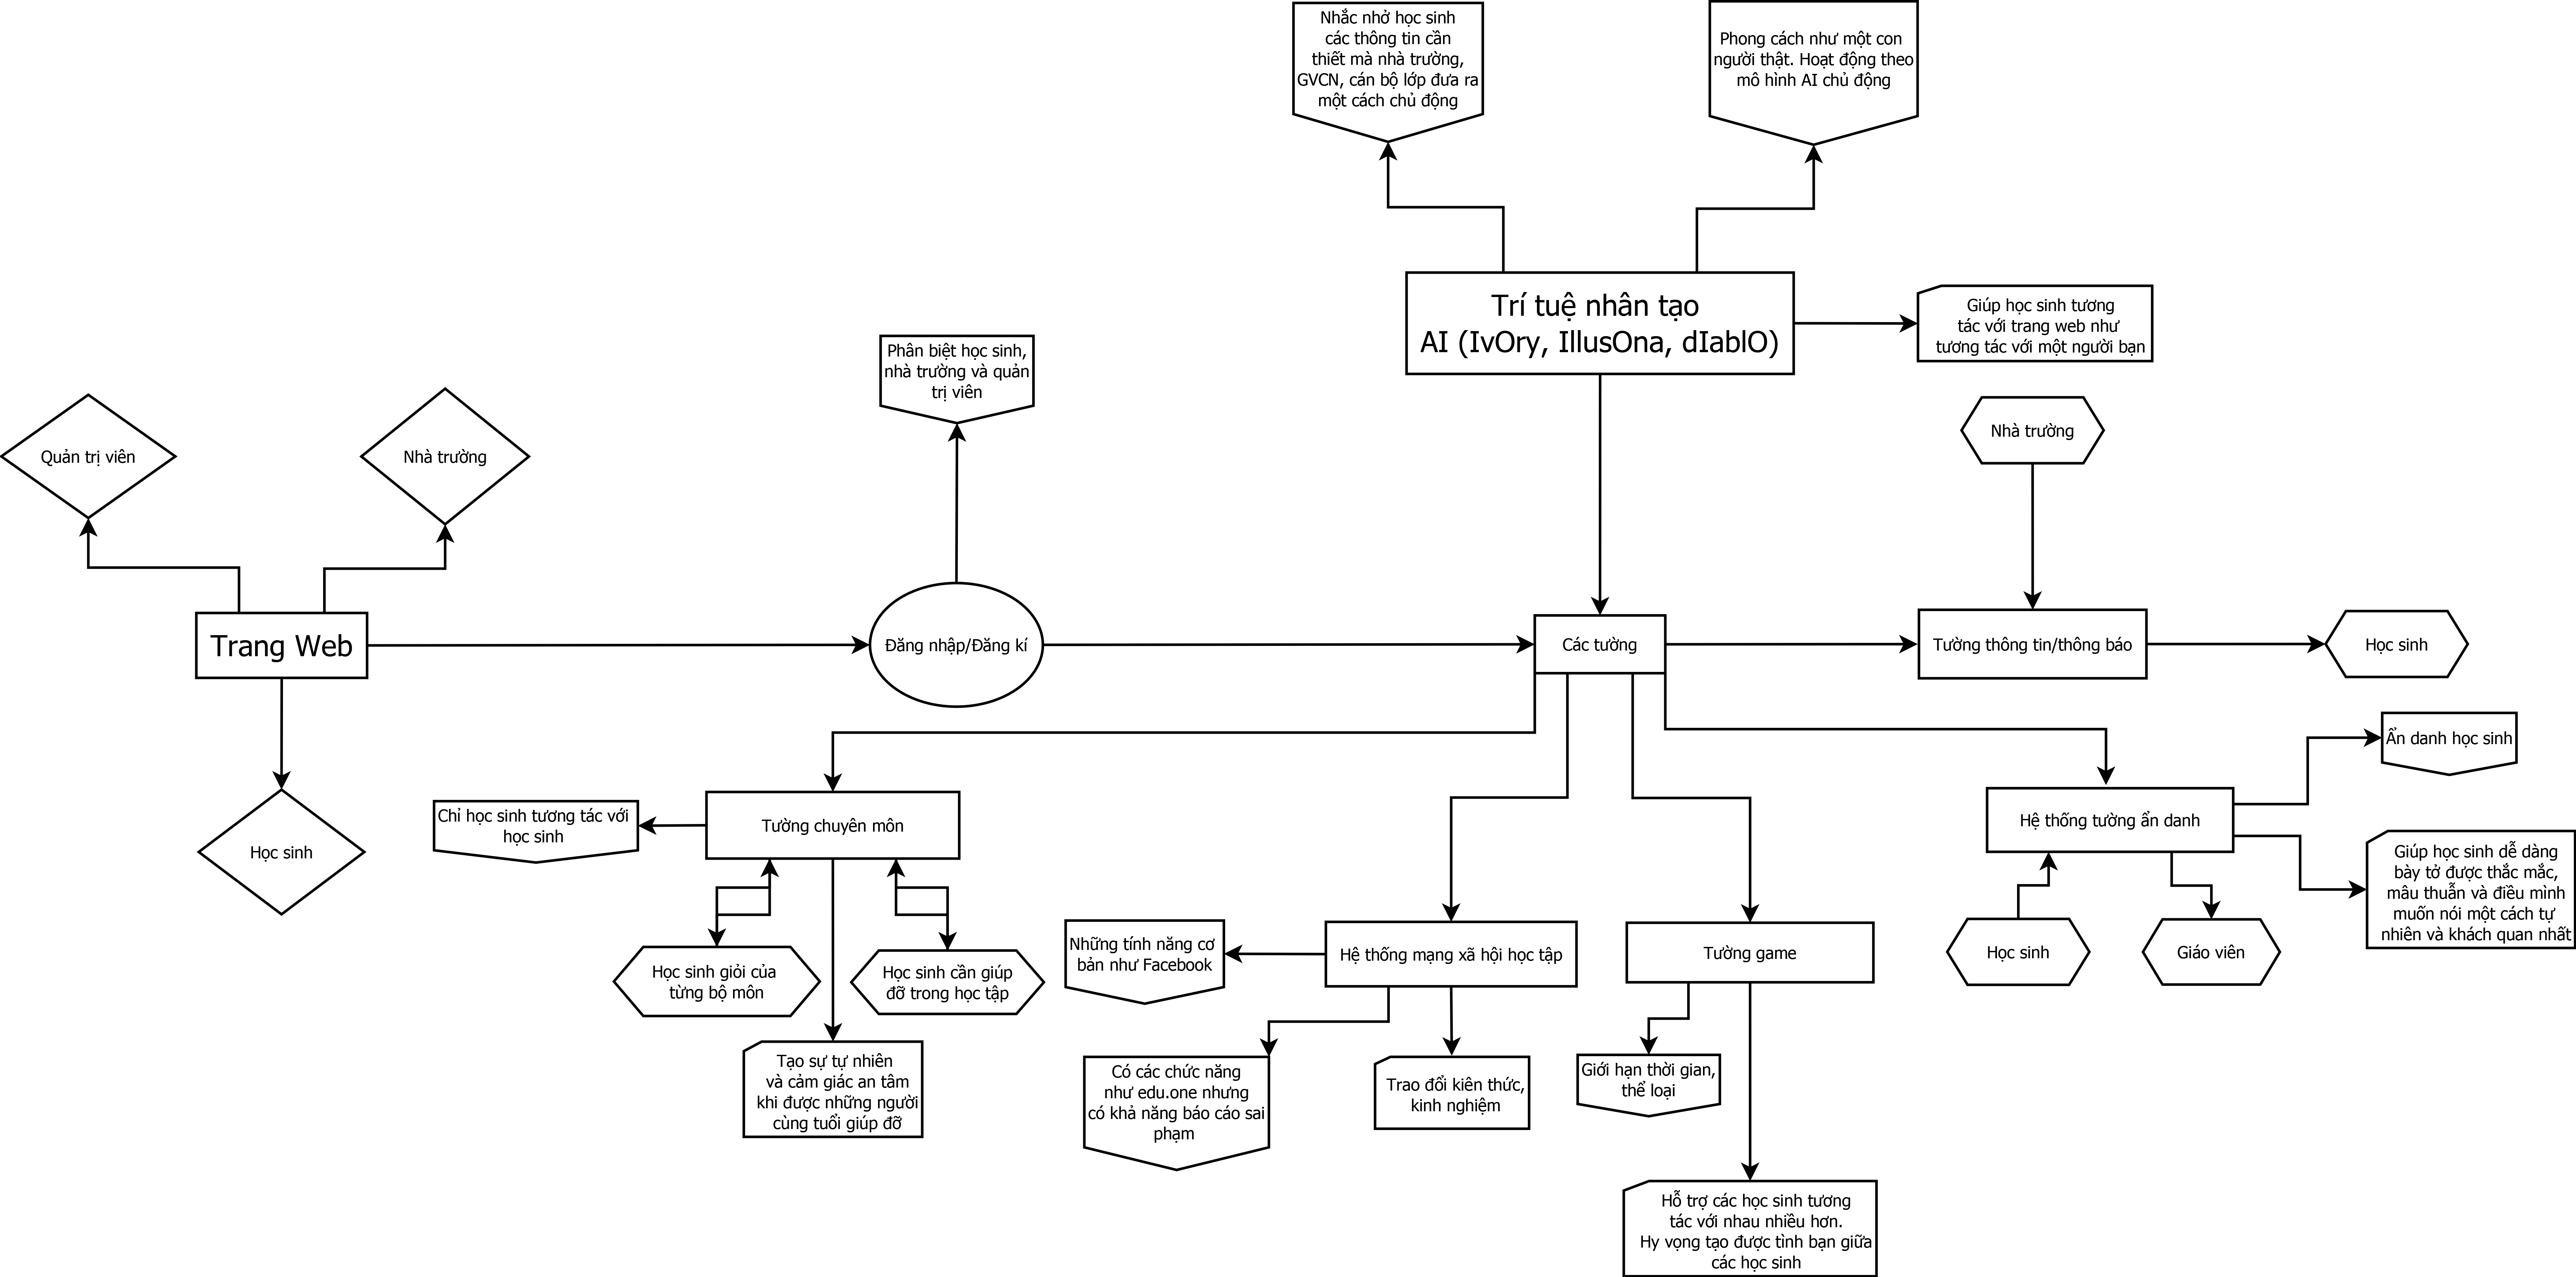 Nhắc nhở học sinh
các thông tin cần
thiết mà nhà trường,
GVCN, cán bộ lớp đưa ra
một cách chủ động
Phong cách như một con
người thật. Hoạt động theo
mô hình AI chủ động
Trí tuệ nhân tạo
AI (IvOry, IllusOna, dIablO)
Giúp học sinh tương
tác với trang web như
tương tác với một người bạn
Phân biệt học sinh,
nhà trường và quản
trị viên
Nhà trường
Quản trị viên
Nhà trường
Trang Web
Đăng nhập/Đăng kí
Các tường
Tường thông tin/thông báo
Học sinh
Ẩn danh học sinh
Chỉ học sinh tương tác với
học sinh
Tường chuyên môn
Hệ thống tường ẩn danh
Học sinh
Giúp học sinh dễ dàng
bày tở được thắc mắc,
mâu thuẫn và điều mình
muốn nói một cách tự
nhiên và khách quan nhất
Những tính năng cơ
bản như Facebook
Hệ thống mạng xã hội học tập
Tường game
Học sinh
Giáo viên
Học sinh giỏi của
từng bộ môn
Học sinh cần giúp
đỡ trong học tập
Tạo sự tự nhiên
và cảm giác an tâm
khi được những người
cùng tuổi giúp đỡ
Có các chức năng
như edu.one nhưng
có khả năng báo cáo sai
phạm
Trao đổi kiên thức,
kinh nghiệm
Giới hạn thời gian,
thể loại
Hỗ trợ các học sinh tương
tác với nhau nhiều hơn.
Hy vọng tạo được tình bạn giữa
các học sinh